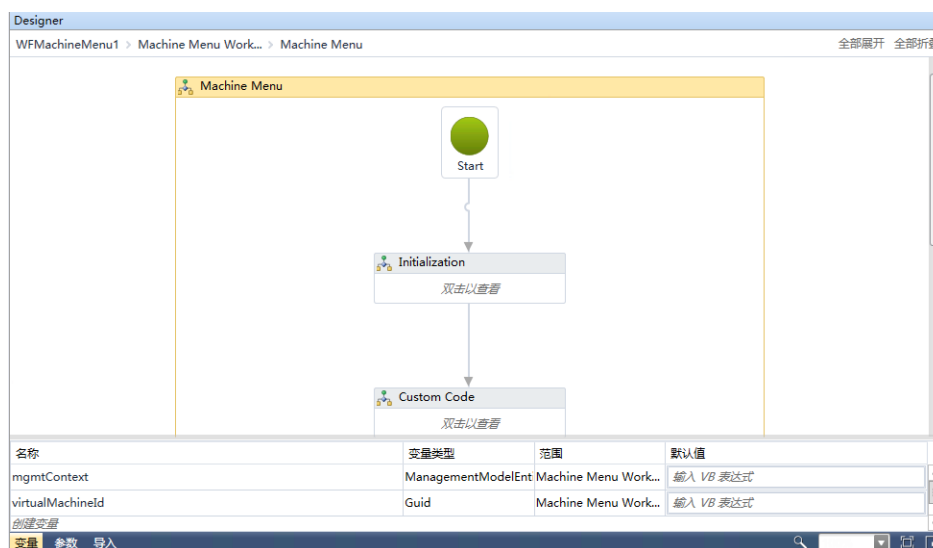 Designer
WFMachineMenu1 > Machine Menu Work... > Machine Menu 全部展开 全部折
Machine Menu
Start
Initialization
双击以查看
Custom Code
双击以查看
名称 变量类型 范围 默认值
mgmtContext ManagementModelEnt Machine Menu Work... 输入 VB 表达式
virtualMachineId Guid Machine Menu Work... 输入 VB 表达式
创建变量
变量 参数 导入